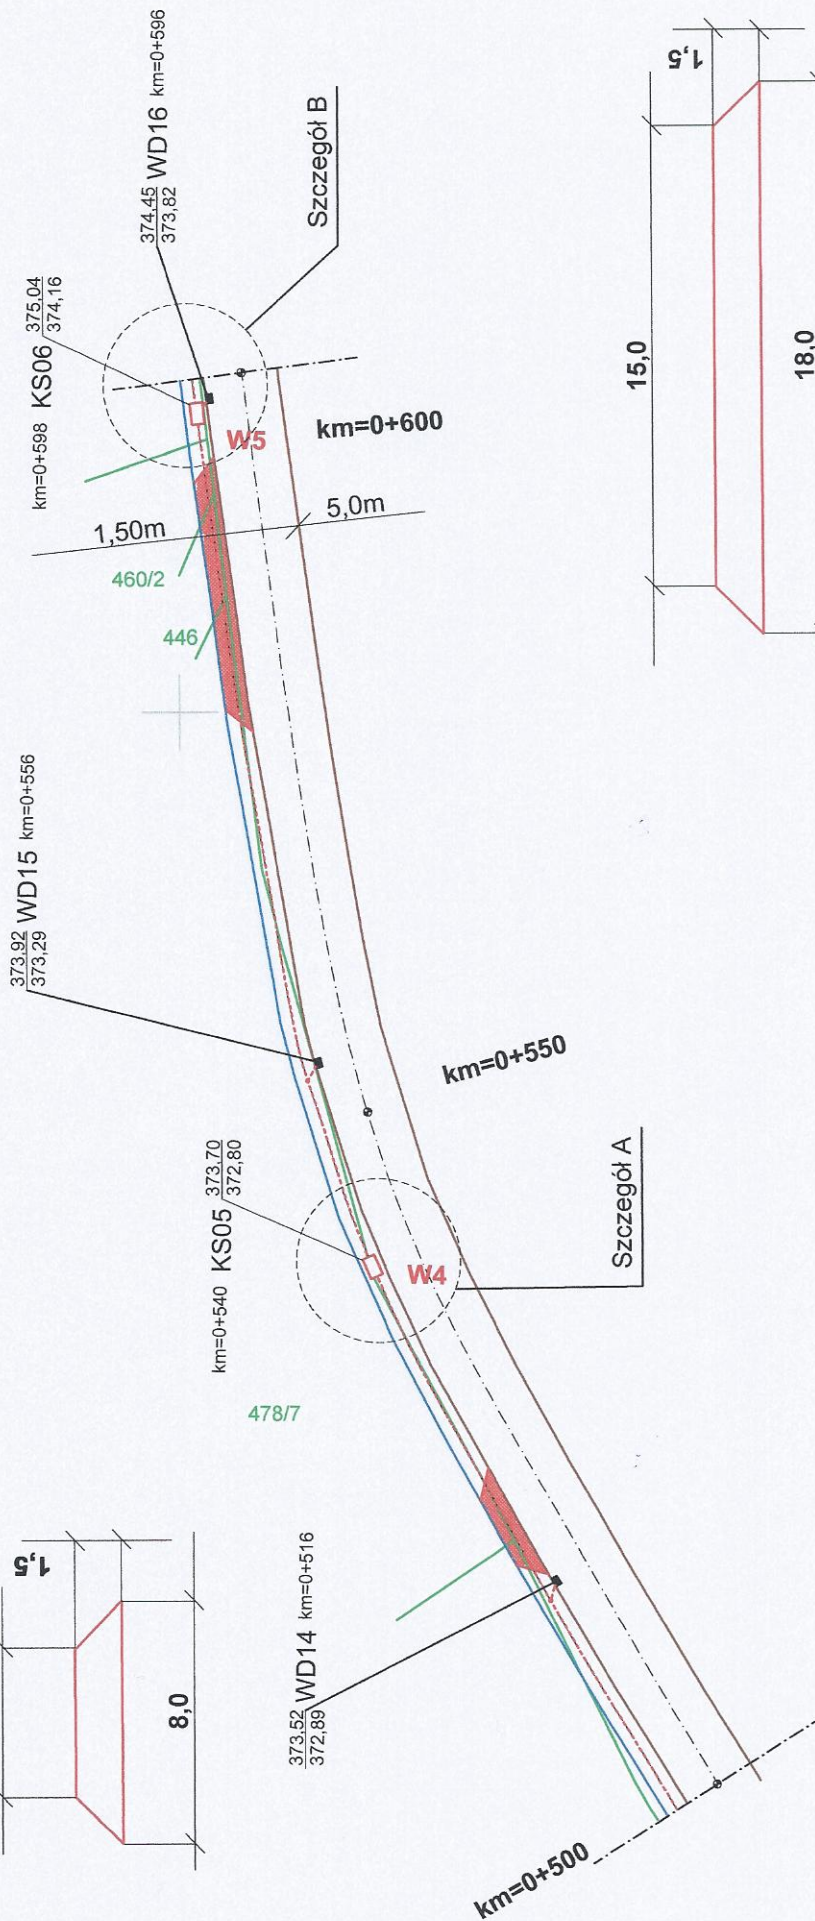 1,5
15,0
18,0
374,45
373,82
WD16 km=0+596
Szczegół B
km=0+598 KS06
375,04
374,16
W5
km=0+600
1,50m
5,0m
460/2
446
373,92
373,29
WD15 km=0+556
km=0+550
km=0+540 KS05
373,70
372,80
W4
Szczegół A
478/7
1,5
8,0
373,52
372,89
WD14 km=0+516
km=0+500